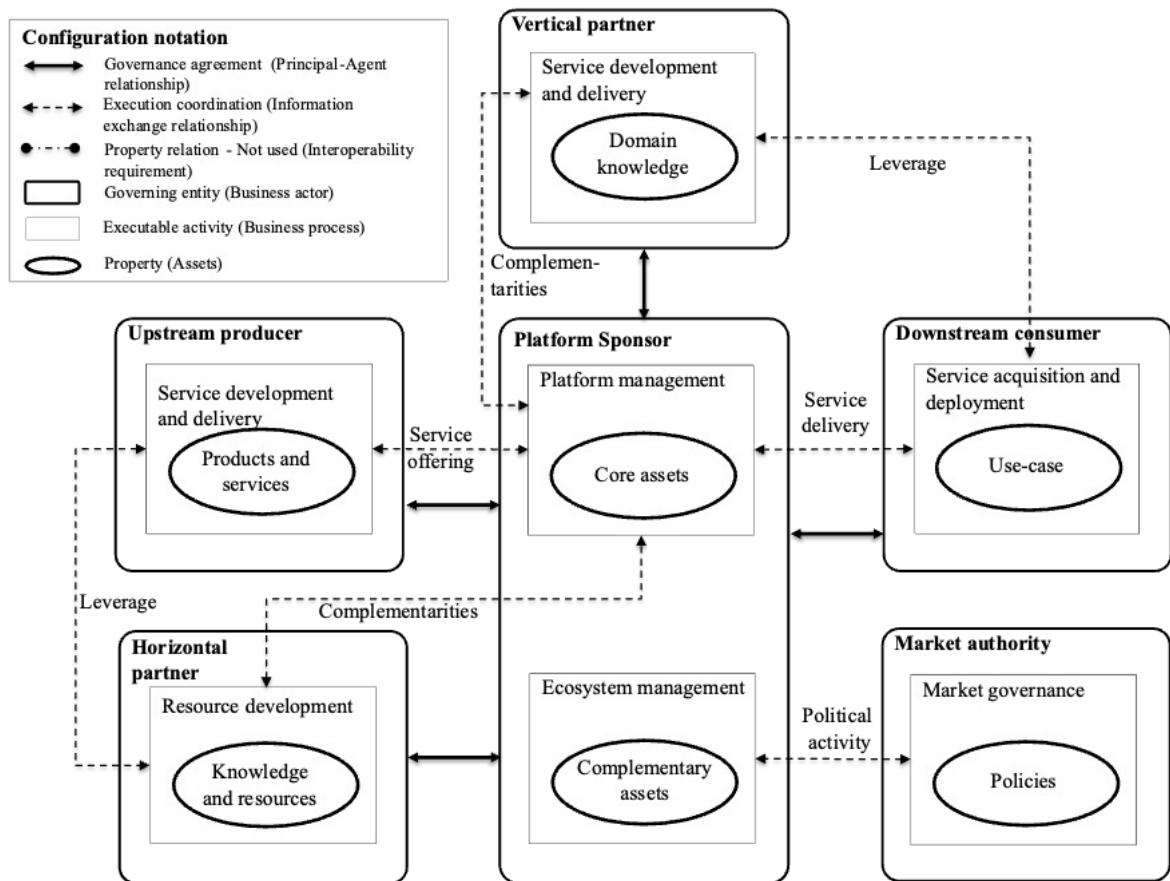 Configuration notation
Governance agreement (Principal-Agent
relationship)
Execution coordination (Information
exchange relationship)
Property relation - Not used (Interoperability
requirement)
Governing entity (Business actor)
Executable activity (Business process)
Property (Assets)
Vertical partner
Service development
and delivery
Domain
knowledge
Leverage
Complemen-
tarities
Upstream producer
Service development
and delivery
Products and
services
Service
offering
Platform Sponsor
Platform management
Core assets
Service
delivery
Downstream consumer
Service acquisition and
deployment
Use-case
Leverage
Complementarities
Horizontal
partner
Resource development
Knowledge
and resources
Ecosystem management
Complementary
assets
Political
activity
Market authority
Market governance
Policies